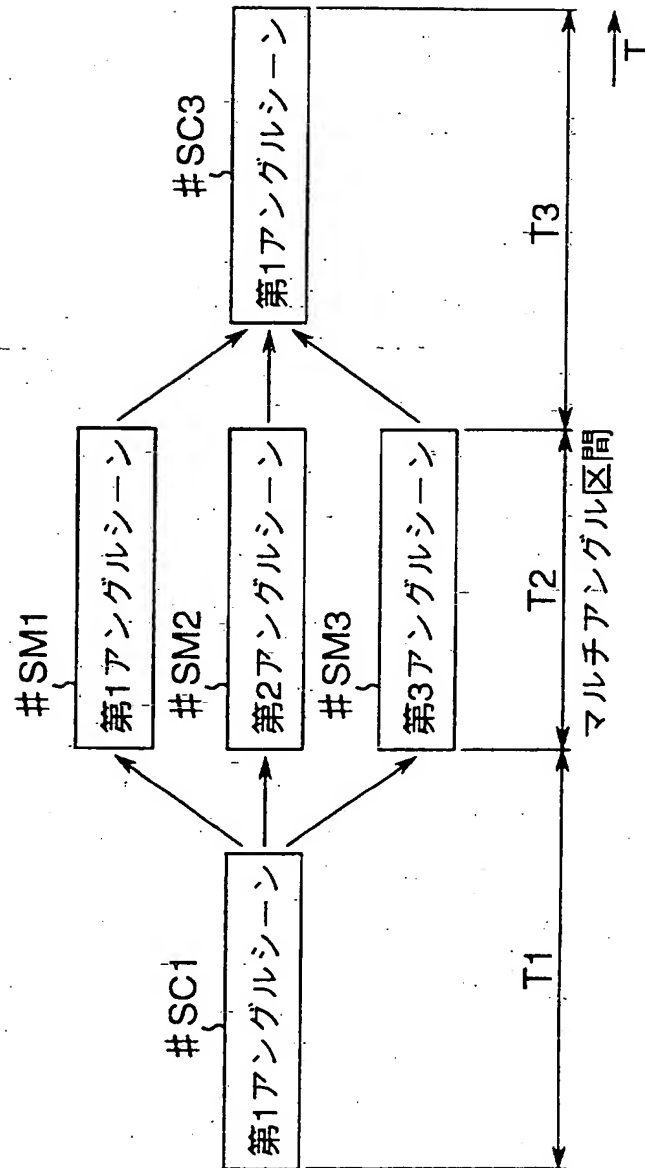 #SC1
第1アングルシーン
#SM1
第1アングルシーン
#SM2
第2アングルシーン
#SM3
第3アングルシーン
#SC3
第1アングルシーン
T1
T2
T3
マルチアングル区間
T